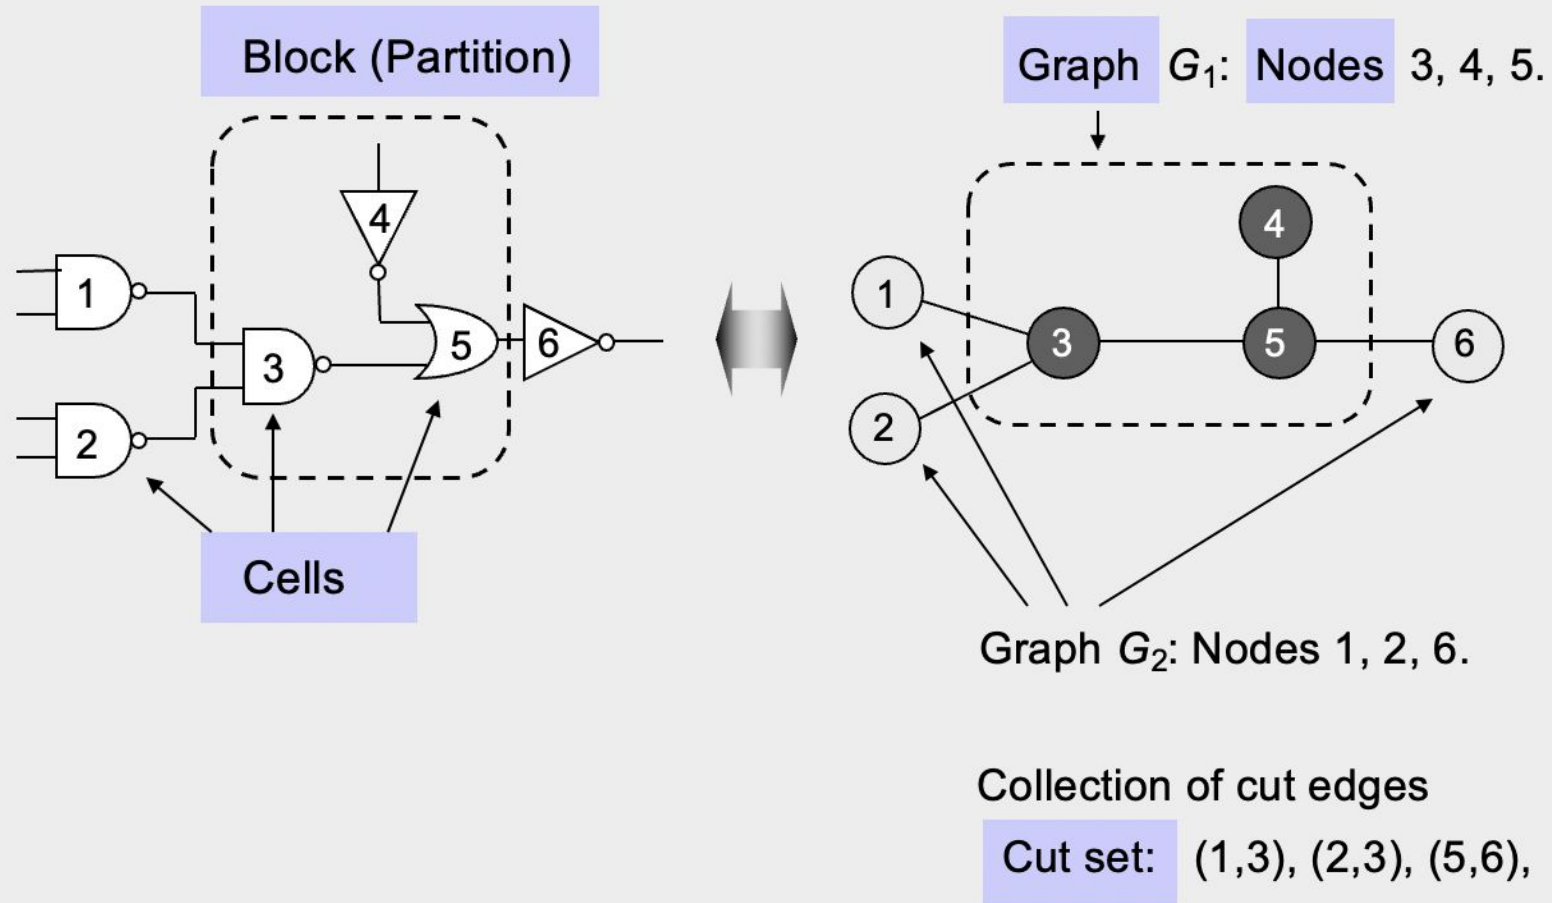 Block (Partition)
4
1
3
5
6
2
Cells
Graph G1: Nodes 3, 4, 5.
4
1
3
5
6
2
Graph G2: Nodes 1, 2, 6.
Collection of cut edges
Cut set: (1,3), (2,3), (5,6),